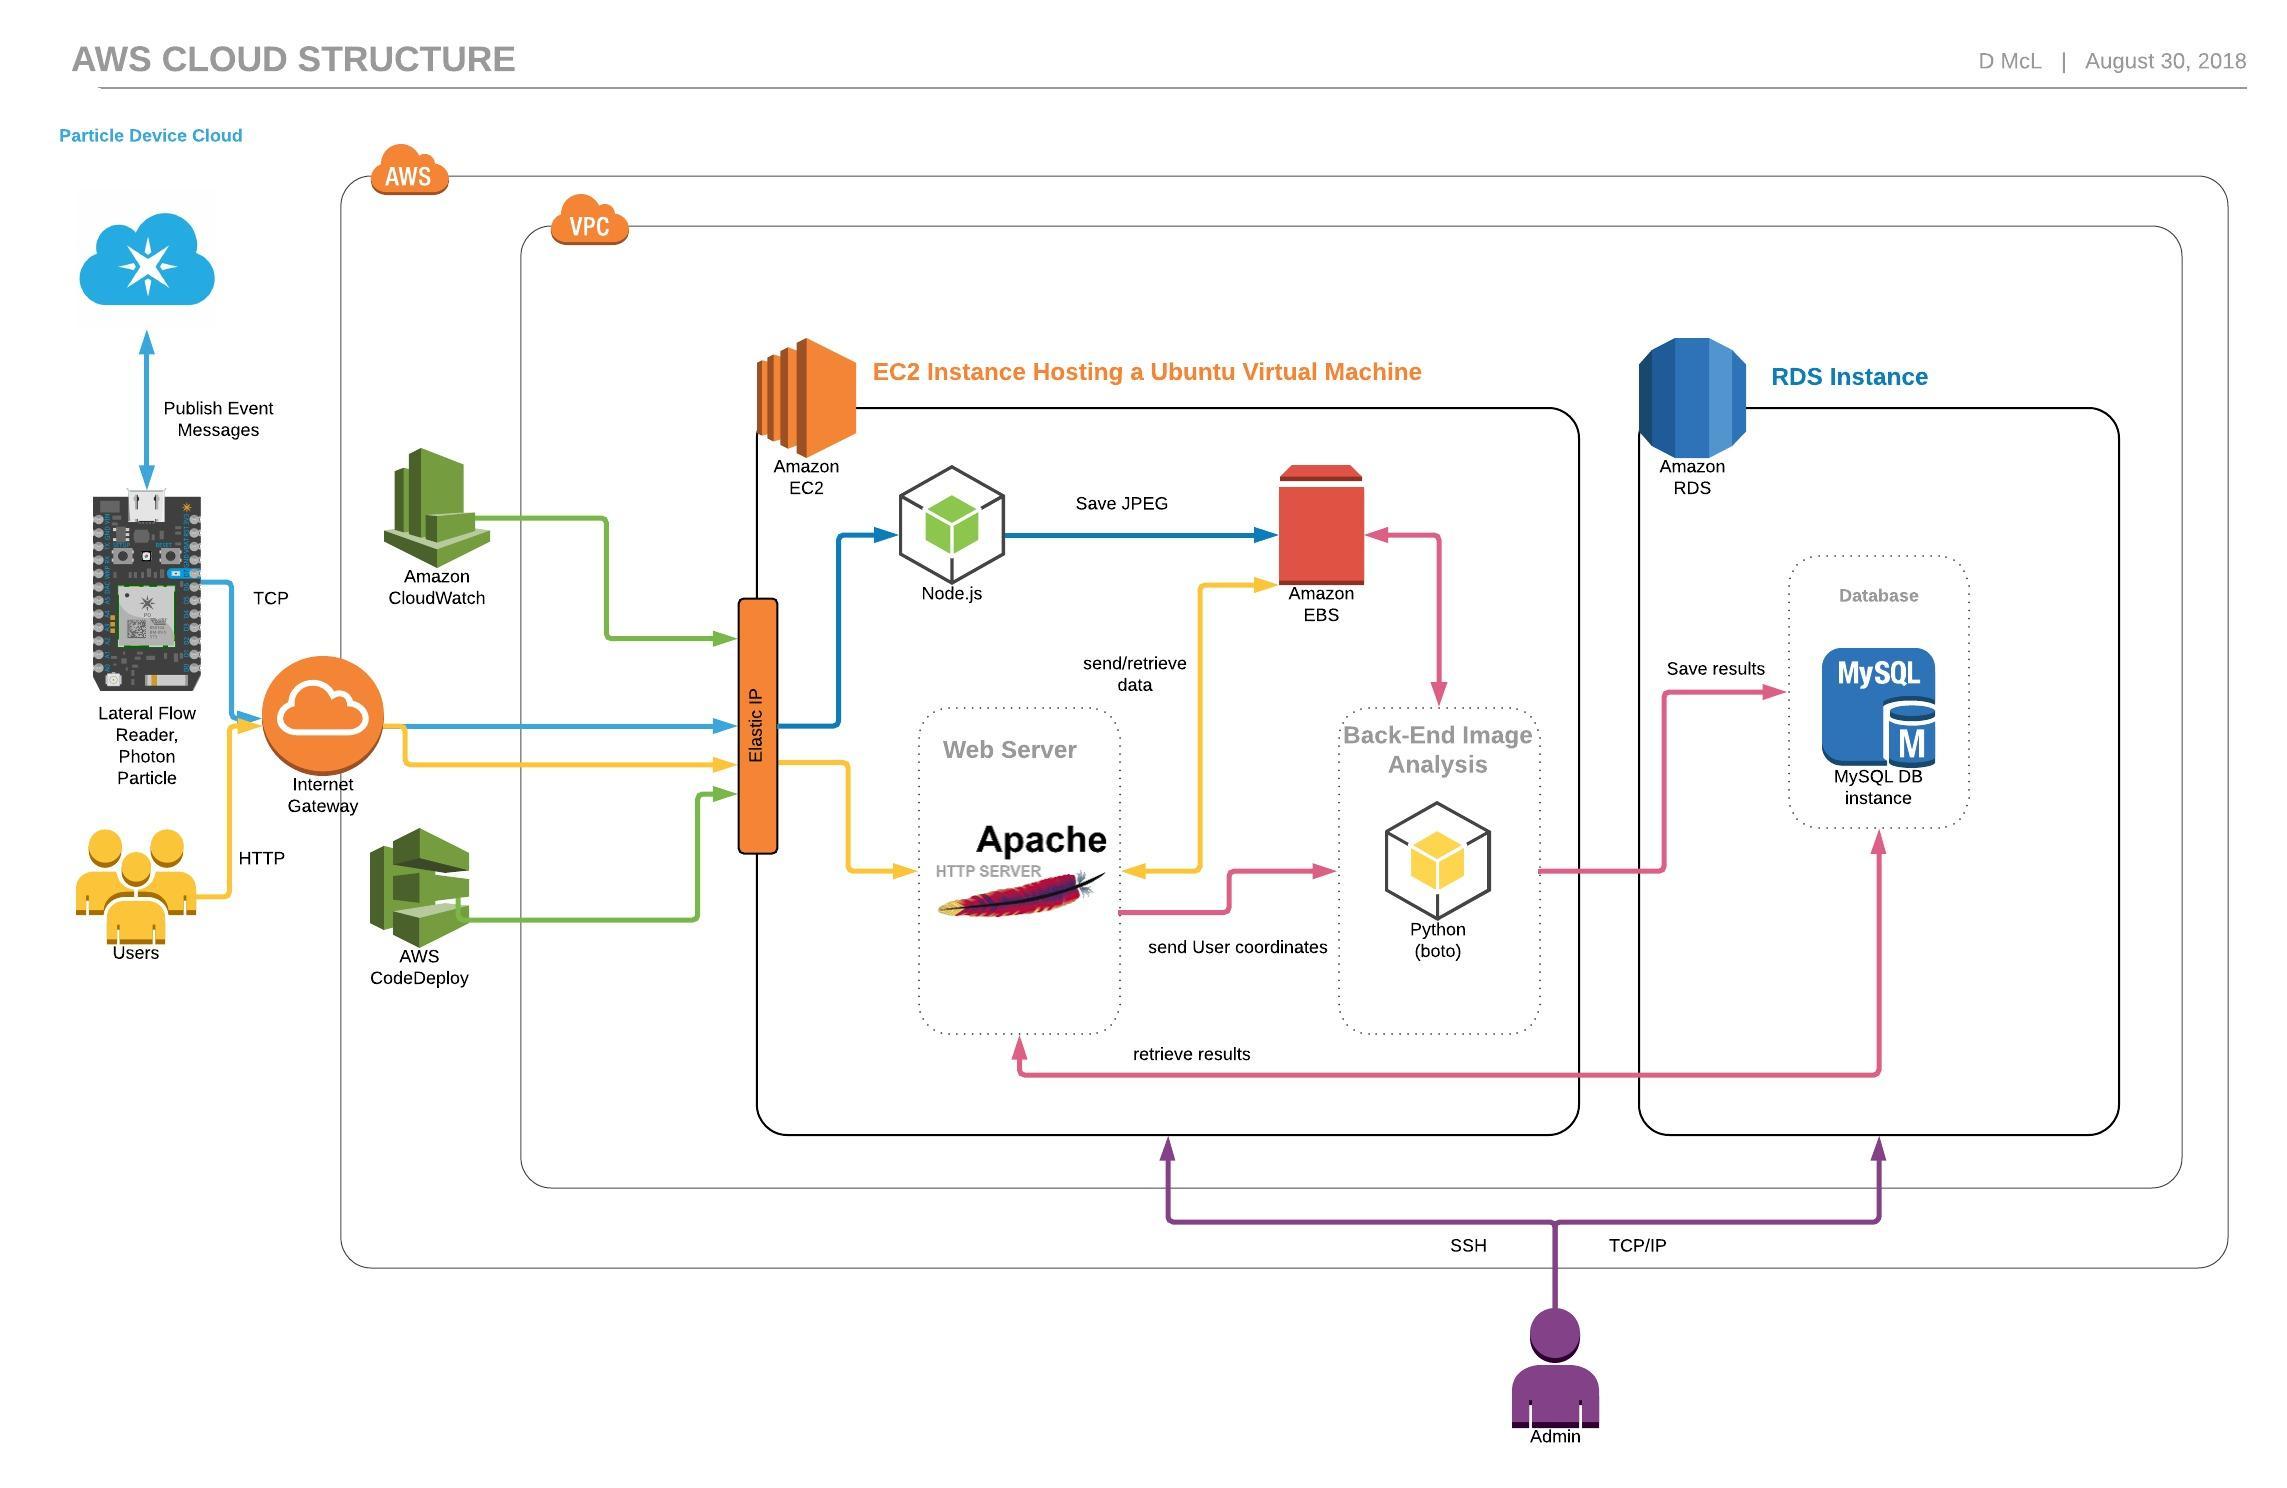 AWS CLOUD STRUCTURE
D McL | August 30, 2018
Particle Device Cloud
AWS
VPC
Publish Event
Messages
EC2 Instance Hosting a Ubuntu Virtual Machine
RDS Instance
Amazon
EC2
Amazon
RDS
Save JPEG
Node.js
Amazon
EBS
Amazon
CloudWatch
TCP
Database
MySQL
M
MySQL DB
instance
send/retrieve
data
Save results
Elastic IP
Lateral Flow
Reader,
Photon
Particle
Internet
Gateway
Web Server
Apache
HTTP SERVER
Back-End Image
Analysis
Python
(boto)
HTTP
Users
AWS
CodeDeploy
send User coordinates
retrieve results
SSH
TCP/IP
Admin